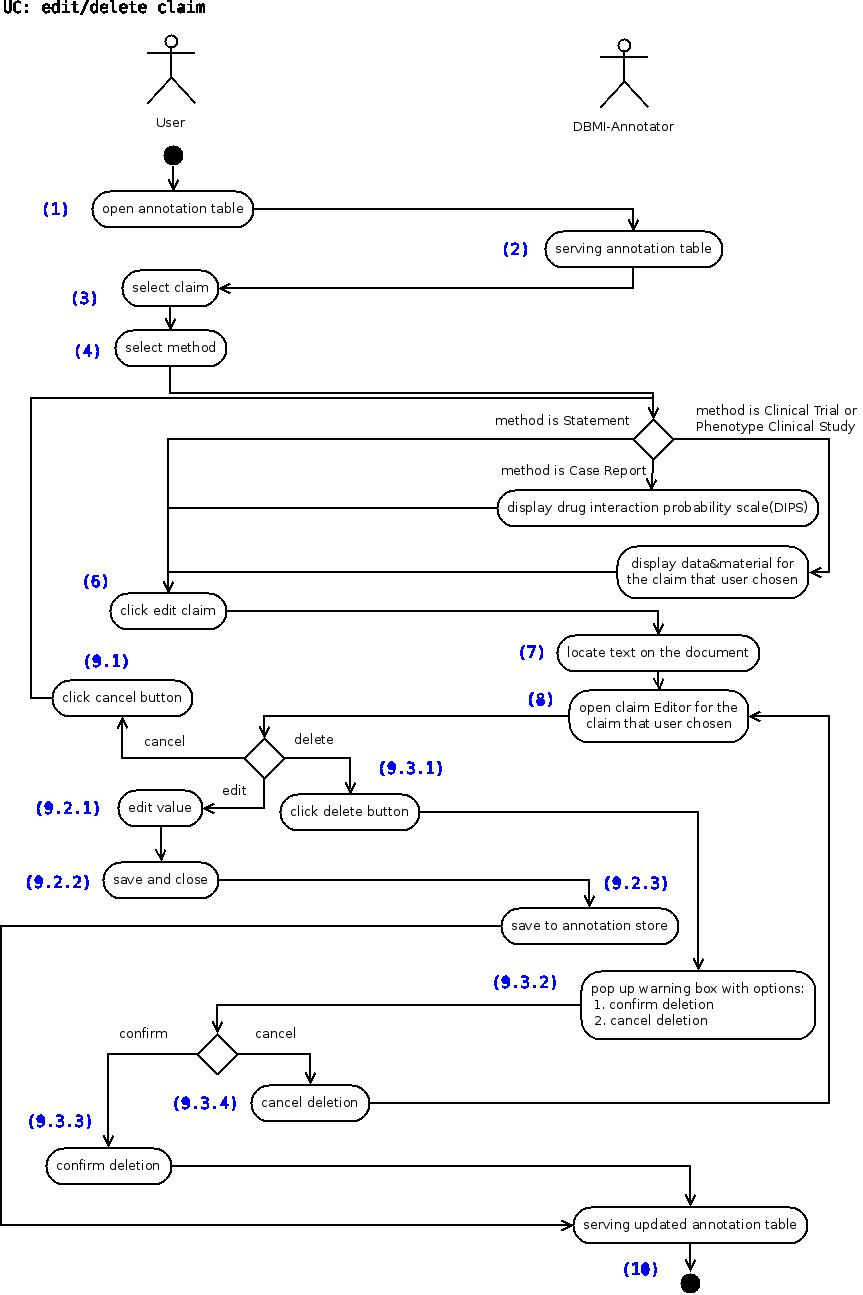 UC: edit/delete claim
User
DBMI-Annotator
(1)
open annotation table
(2)
serving annotation table
(3)
select claim
(4)
select method
method is Statement
method is Clinical Trial or
Phenotype Clinical Study
method is Case Report
display drug interaction probability scale(DIPS)
display data&material for
the claim that user chosen
(6)
click edit claim
(7)
locate text on the document
(9.1)
click cancel button
(8)
open claim Editor for the
claim that user chosen
cancel
delete
(9.3.1)
edit
(9.2.1)
edit value
click delete button
(9.2.2)
save and close
(9.2.3)
save to annotation store
(9.3.2)
pop up warning box with options:
1. confirm deletion
2. cancel deletion
confirm
cancel
(9.3.4)
cancel deletion
(9.3.3)
confirm deletion
serving updated annotation table
(10)